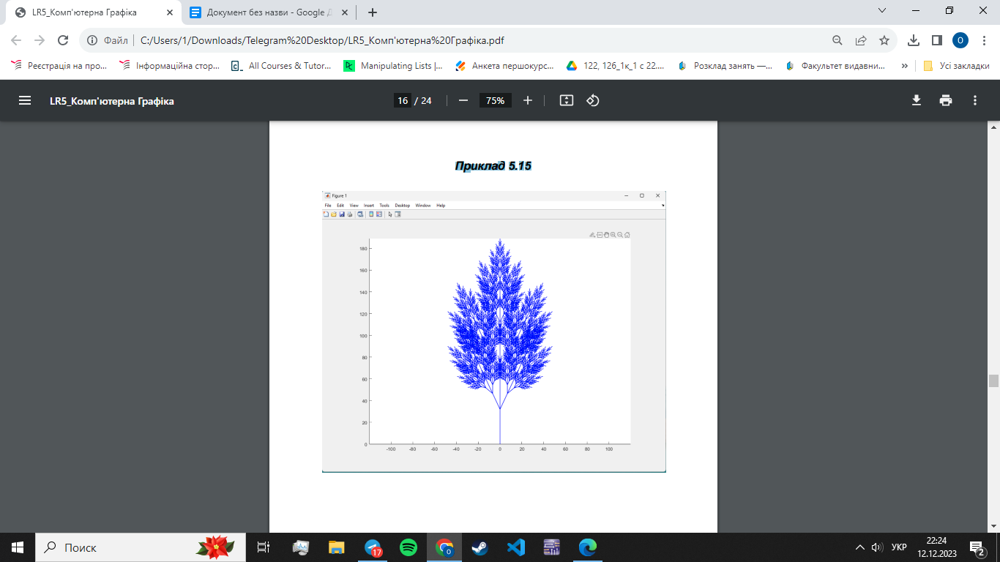 LR5_Комп'ютерна Графіка
Документ без назви - Google Д
Файл C:/Users/1/Downloads/Telegram%20Desktop/LR5_Комп'ютерна%20Графіка.pdf
О
Реєстрація на про...
Інформаційна стор...
All Courses & Tutor...
Manipulating Lists |...
Анкета першокурс...
122, 126_1к_1 с 22....
Розклад занять —...
Факультет видавни...
»
Усі закладки
LR5_Комп'ютерна Графіка
16 / 24
75%
Приклад 5.15
Figure 1
File Edit View Insert Tools Desktop Window Help
180
160
140
120
100
80
60
40
20
0
-100 -80 -60 -40 -20 0 20 40 60 80 100
Поиск
17
УКР
22:24
12.12.2023
2